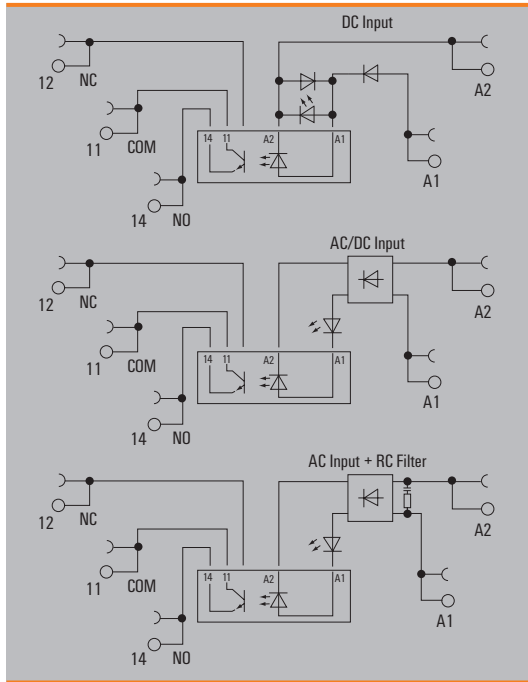 DC Input
12 NC
A2
11 COM
14 11 A2 A1
A1
14 NO
AC/DC Input
12 NC
A2
11 COM
14 11 A2 A1
A1
14 NO
AC Input + RC Filter
12 NC
A2
11 COM
14 11 A2 A1
A1
14 NO